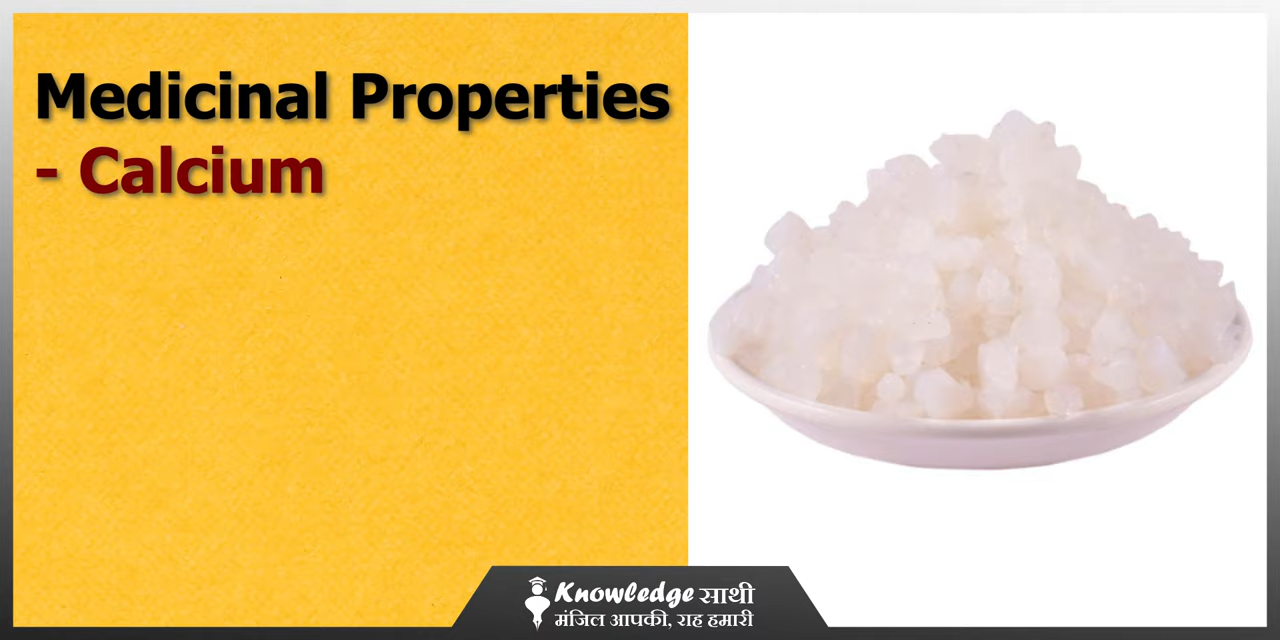 Medicinal Properties
- Calcium
Knowledge साथी
मंजिल आपकी, राह हमारी